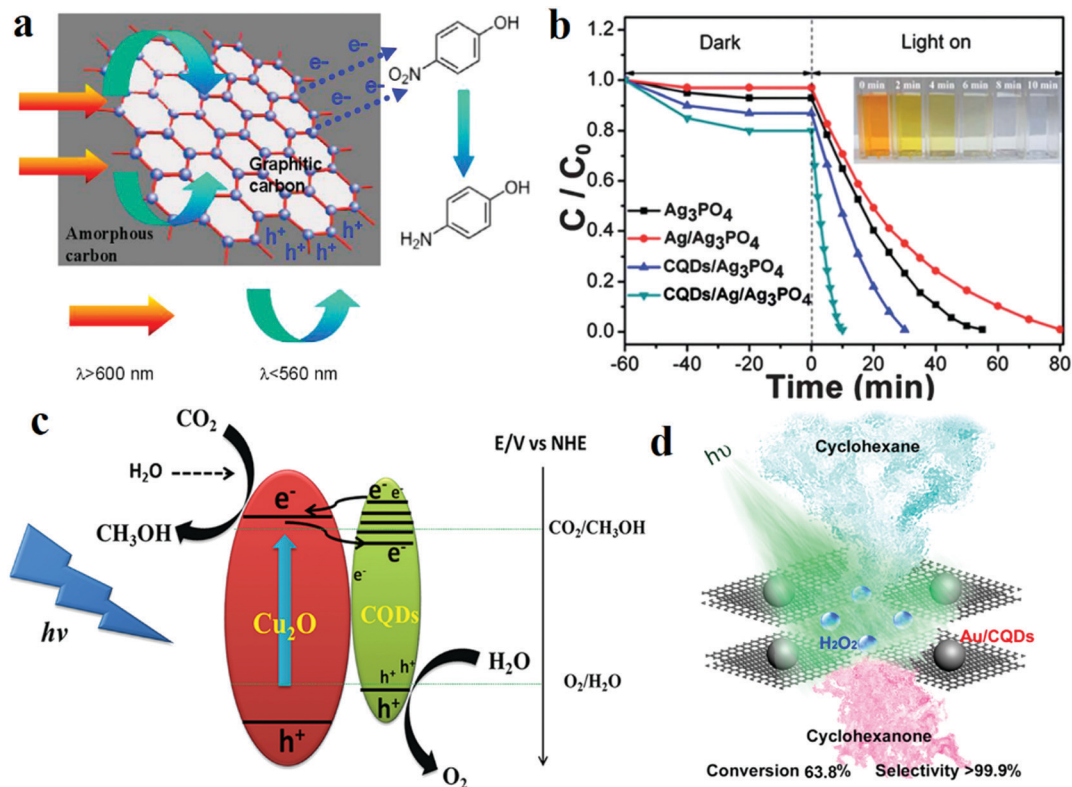 a
e-
e-
e-
e-
O₂N
OH
Graphitic
carbon
h⁺
h⁺ h⁺ h⁺
Amorphous
carbon
H₂N
OH
λ>600 nm
λ<560 nm
b
Dark
Light on
0 min 2 min 4 min 6 min 8 min 10 min
C / C₀
1.0
0.8
0.6
0.4
0.2
0.0
Ag₃PO₄
Ag/Ag₃PO₄
CQDs/Ag₃PO₄
CQDs/Ag/Ag₃PO₄
-60 -40 -20 0 20 40 60 80
Time (min)
c
CO₂
H₂O
CH₃OH
hν
e⁻
Cu₂O
h⁺
e⁻ e⁻
e⁻
e⁻
CQDs
h⁺ h⁺
h⁺
H₂O
O₂
E/V vs NHE
CO₂/CH₃OH
O₂/H₂O
d
hυ
Cyclohexane
H₂O₂
Au/CQDs
Cyclohexanone
Conversion 63.8% Selectivity >99.9%